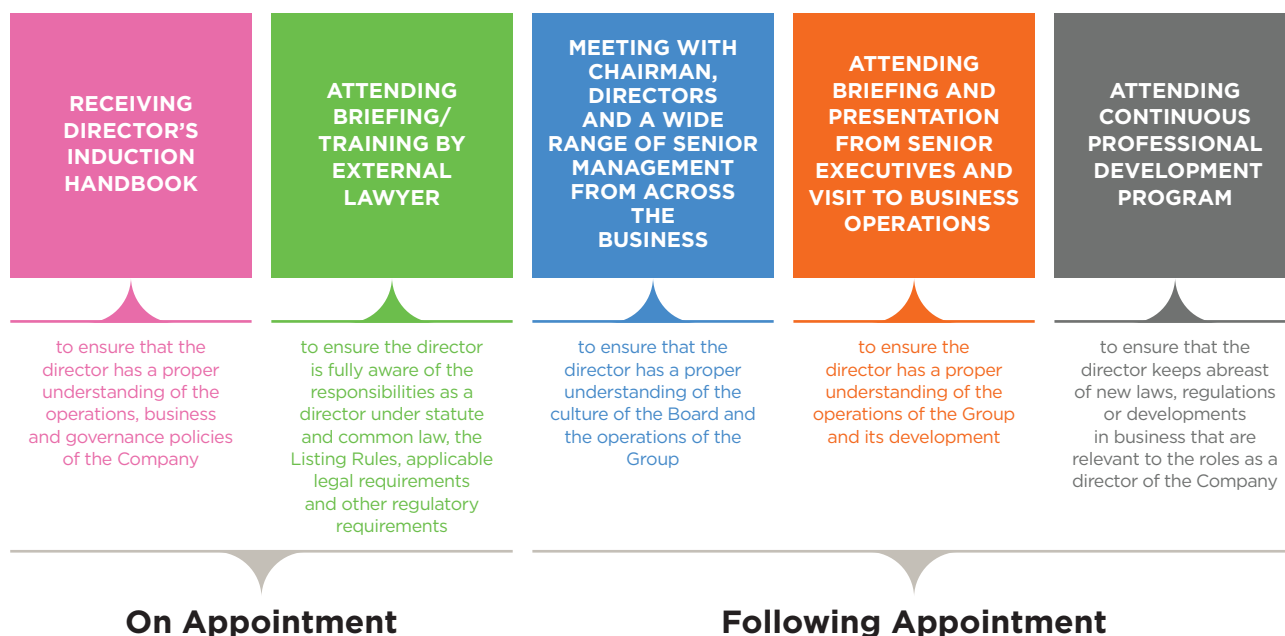 RECEIVING
DIRECTOR’S
INDUCTION
HANDBOOK
to ensure that the
director has a proper
understanding of the
operations, business
and governance policies
of the Company
ATTENDING
BRIEFING/
TRAINING BY
EXTERNAL
LAWYER
to ensure the director
is fully aware of the
responsibilities as a
director under statute
and common law, the
Listing Rules, applicable
legal requirements
and other regulatory
requirements
MEETING WITH
CHAIRMAN,
DIRECTORS
AND A WIDE
RANGE OF SENIOR
MANAGEMENT
FROM ACROSS
THE
BUSINESS
to ensure that the
director has a proper
understanding of the
culture of the Board and
the operations of the
Group
ATTENDING
BRIEFING AND
PRESENTATION
FROM SENIOR
EXECUTIVES AND
VISIT TO BUSINESS
OPERATIONS
to ensure the
director has a proper
understanding of the
operations of the Group
and its development
ATTENDING
CONTINUOUS
PROFESSIONAL
DEVELOPMENT
PROGRAM
to ensure that the
director keeps abreast
of new laws, regulations
or developments
in business that are
relevant to the roles as a
director of the Company
On Appointment
Following Appointment